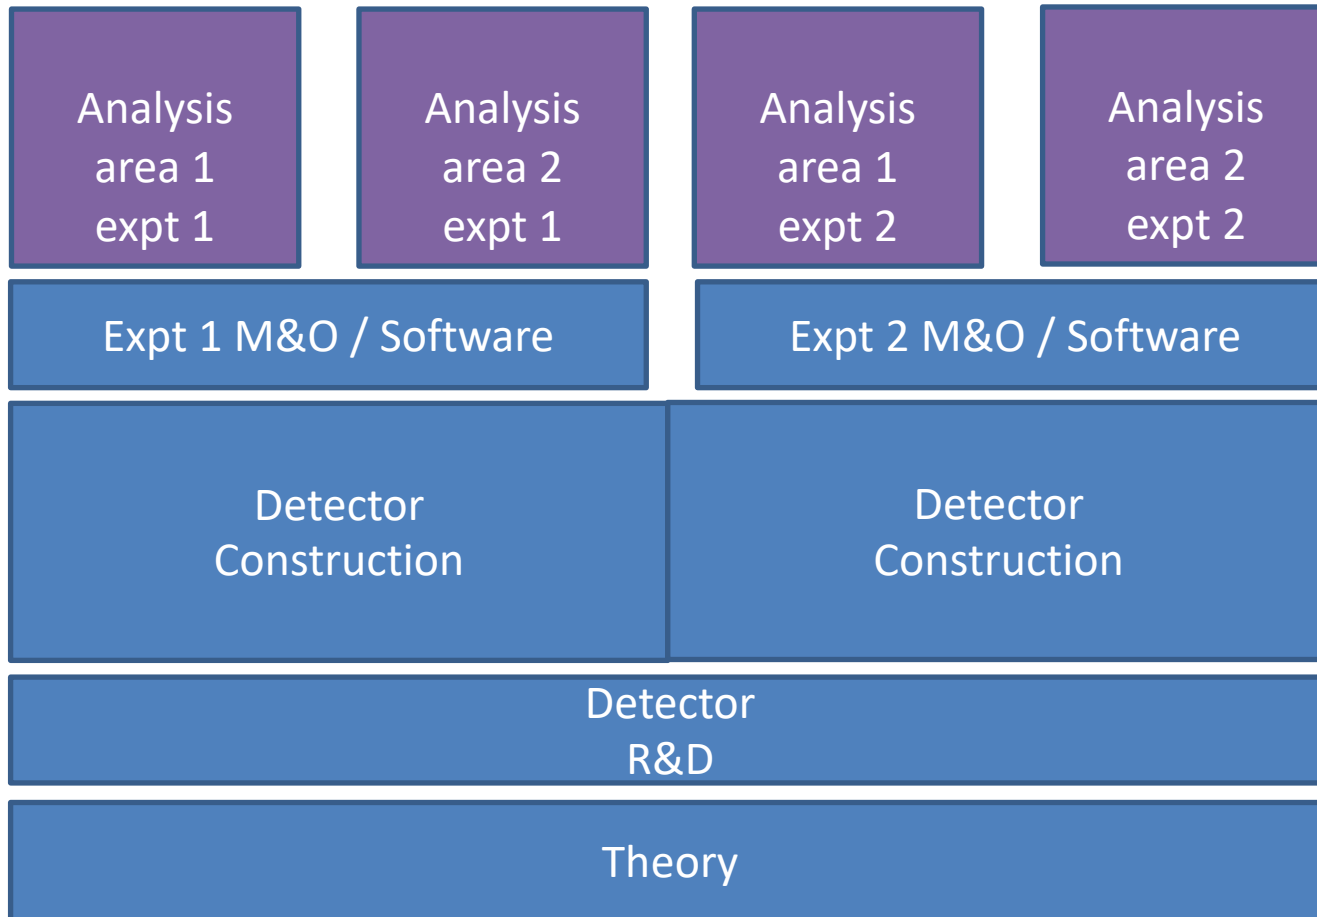 Analysis
area 1
expt 1
Analysis
area 2
expt 1
Analysis
area 1
expt 2
Analysis
area 2
expt 2
Expt 1 M&O / Software
Expt 2 M&O / Software
Detector
Construction
Detector
Construction
Detector
R&D
Theory